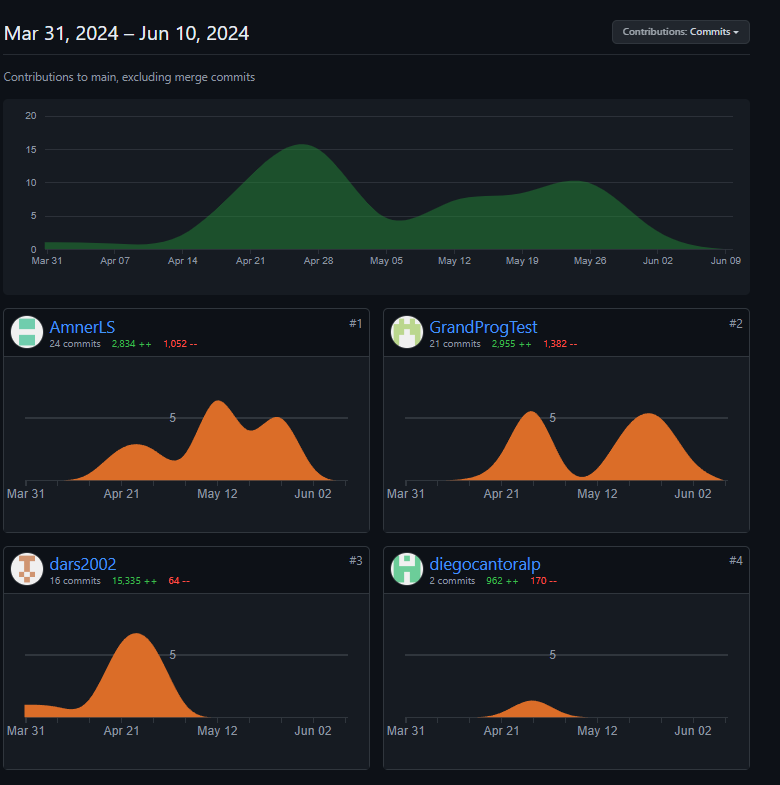 Mar 31, 2024 – Jun 10, 2024
Contributions: Commits
Contributions to main, excluding merge commits
20
15
10
5
0
Mar 31 Apr 07 Apr 14 Apr 21 Apr 28 May 05 May 12 May 19 May 26 Jun 02 Jun 09
AmnerLS #1
24 commits 2,834 ++ 1,052 --
5
Mar 31 Apr 21 May 12 Jun 02
GrandProgTest #2
21 commits 2,955 ++ 1,382 --
5
Mar 31 Apr 21 May 12 Jun 02
dars2002 #3
16 commits 15,335 ++ 64 --
5
Mar 31 Apr 21 May 12 Jun 02
diegocantoralp #4
2 commits 962 ++ 170 --
5
Mar 31 Apr 21 May 12 Jun 02